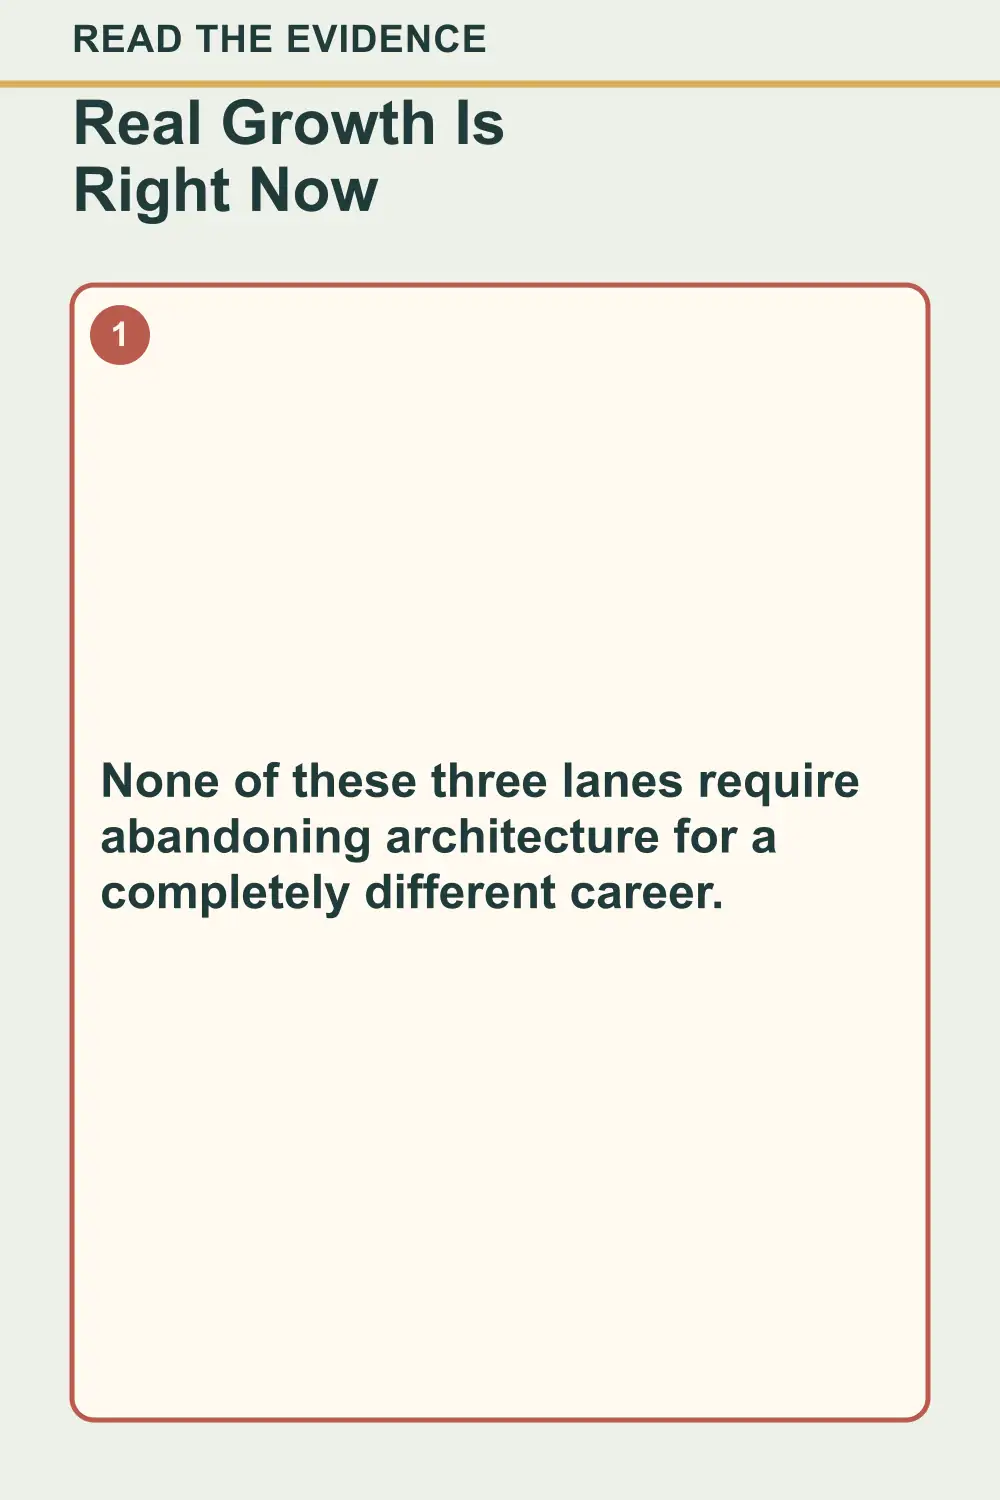 READ THE EVIDENCE
Real Growth Is
Right Now
1
None of these three lanes require
abandoning architecture for a
completely different career.